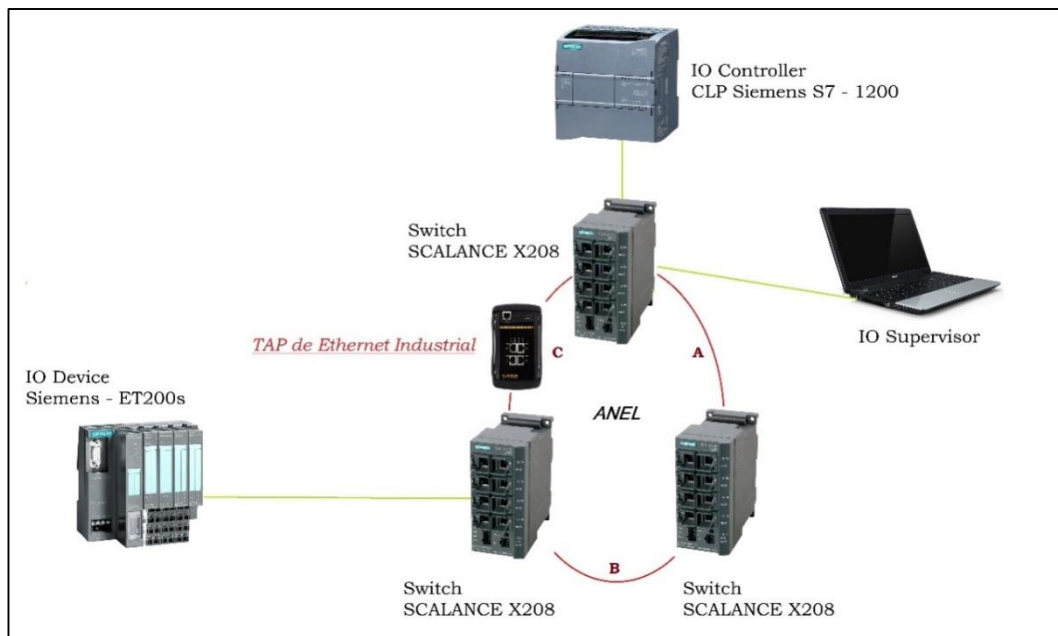 IO Controller
CLP Siemens S7 - 1200
Switch
SCALANCE X208
TAP de Ethernet Industrial
C
A
IO Supervisor
IO Device
Siemens - ET200s
ANEL
B
Switch
SCALANCE X208
Switch
SCALANCE X208